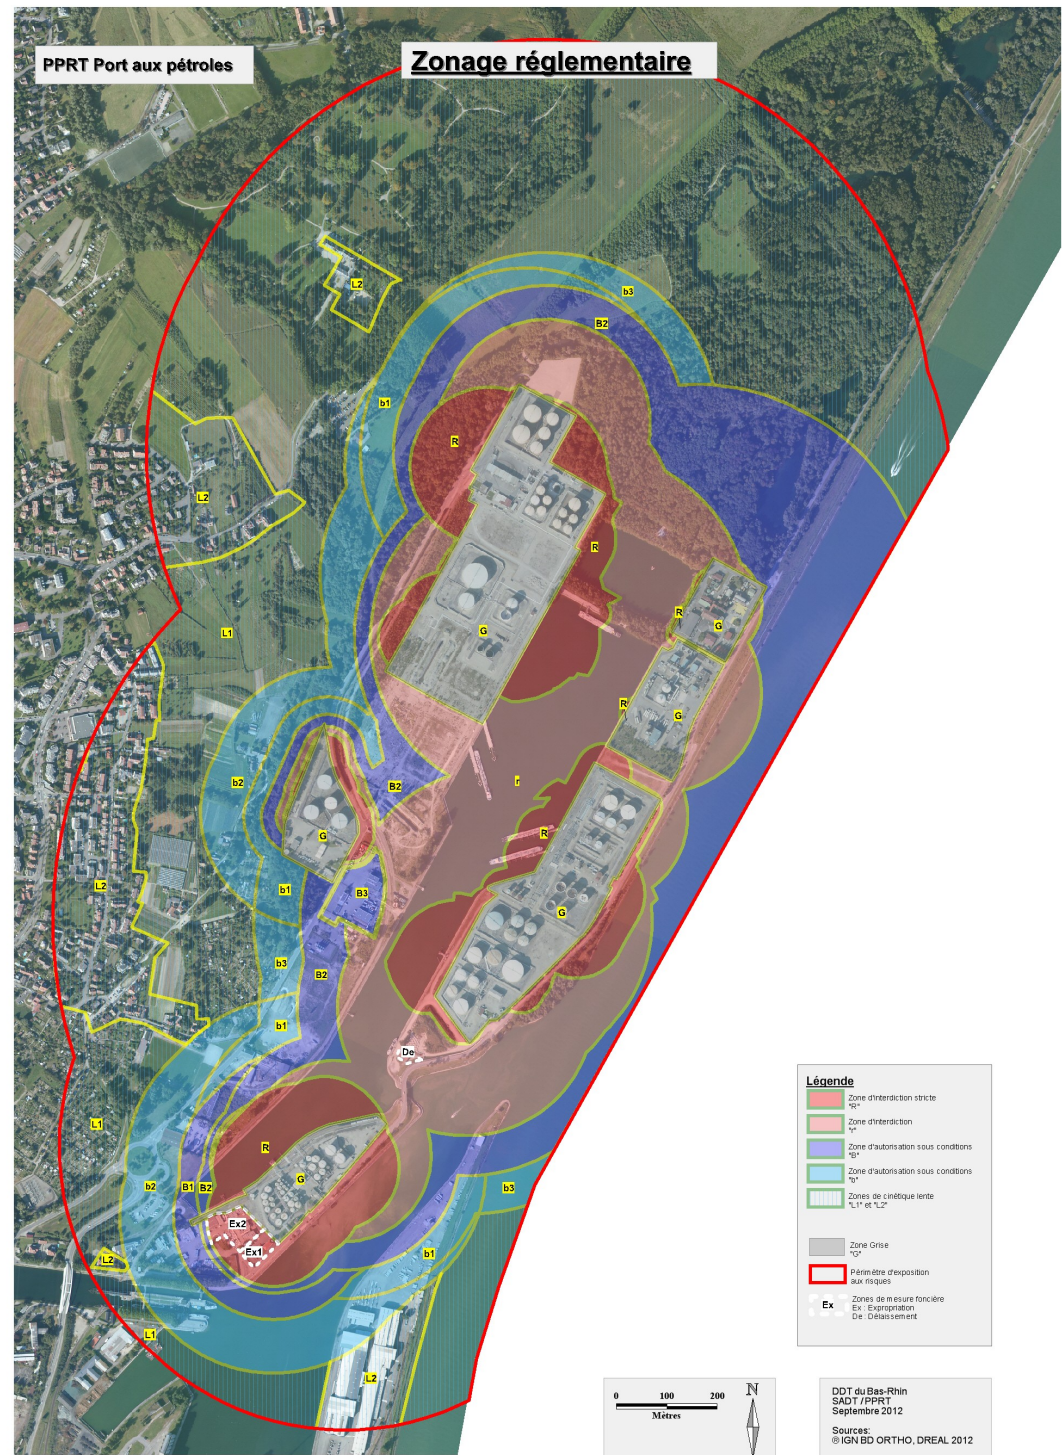 PPRT Port aux pétroles
Zonage réglementaire
L2
b3
B2
b1
R
L2
R
R
G
L1
G
R
G
b2
B2
r
G
R
L2
b1
B3
G
b3
B2
b1
De
L1
R
G
b2
B1
B2
b3
Ex2
Ex1
b1
L2
L1
L2
Légende
Zone d'interdiction stricte
"R"
Zone d'interdiction
"r"
Zone d'autorisation sous conditions
"B"
Zone d'autorisation sous conditions
"b"
Zones de cinétique lente
"L1" et "L2"
Zone Grise
"G"
Périmètre d'exposition
aux risques
Ex
Zones de mesure foncière
Ex : Expropriation
De : Délaissement
0 100 200
Mètres
N
DDT du Bas-Rhin
SADT / PPRT
Septembre 2012
Sources:
© IGN BD ORTHO, DREAL 2012